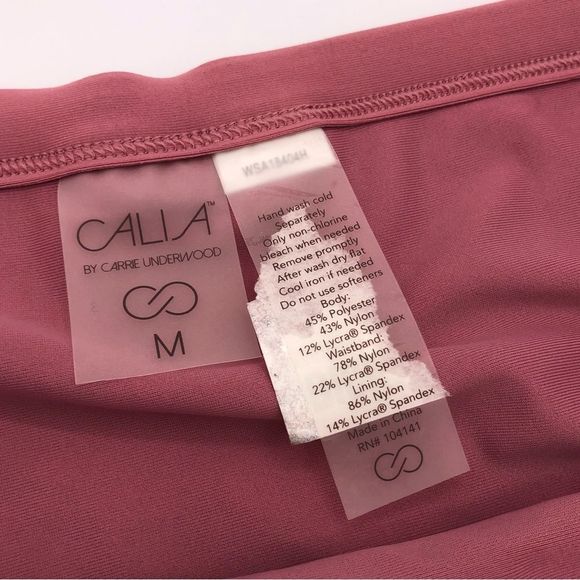 CALIA™
BY CARRIE UNDERWOOD
M
WSA18404H
Hand wash cold
Separately
Only non-chlorine
bleach when needed
Remove promptly
After wash dry flat
Cool iron if needed
Do not use softeners
Body:
45% Polyester
43% Nylon
12% Lycra® Spandex
Waistband:
78% Nylon
22% Lycra® Spandex
Lining:
86% Nylon
14% Lycra® Spandex
Made in China
RN# 104141